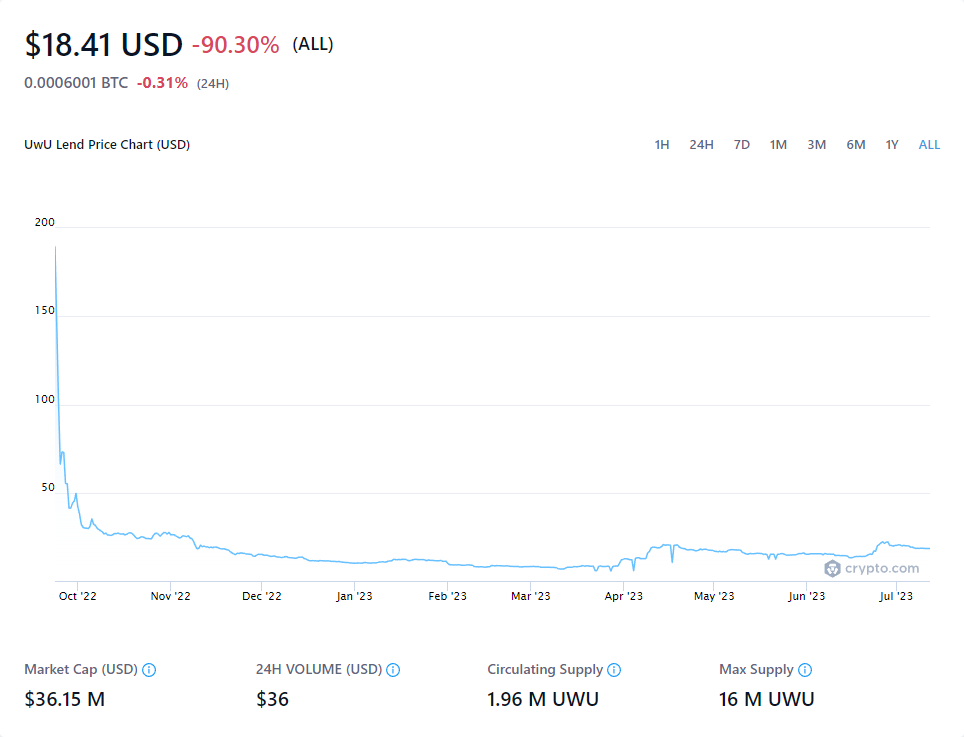 $18.41 USD -90.30% (ALL)
0.0006001 BTC -0.31% (24H)
UwU Lend Price Chart (USD) 1H 24H 7D 1M 3M 6M 1Y ALL
200
150
100
50
crypto.com
Oct '22 Nov '22 Dec '22 Jan '23 Feb '23 Mar '23 Apr '23 May '23 Jun '23 Jul '23
Market Cap (USD) 24H VOLUME (USD) Circulating Supply Max Supply
$36.15 M $36 1.96 M UWU 16 M UWU